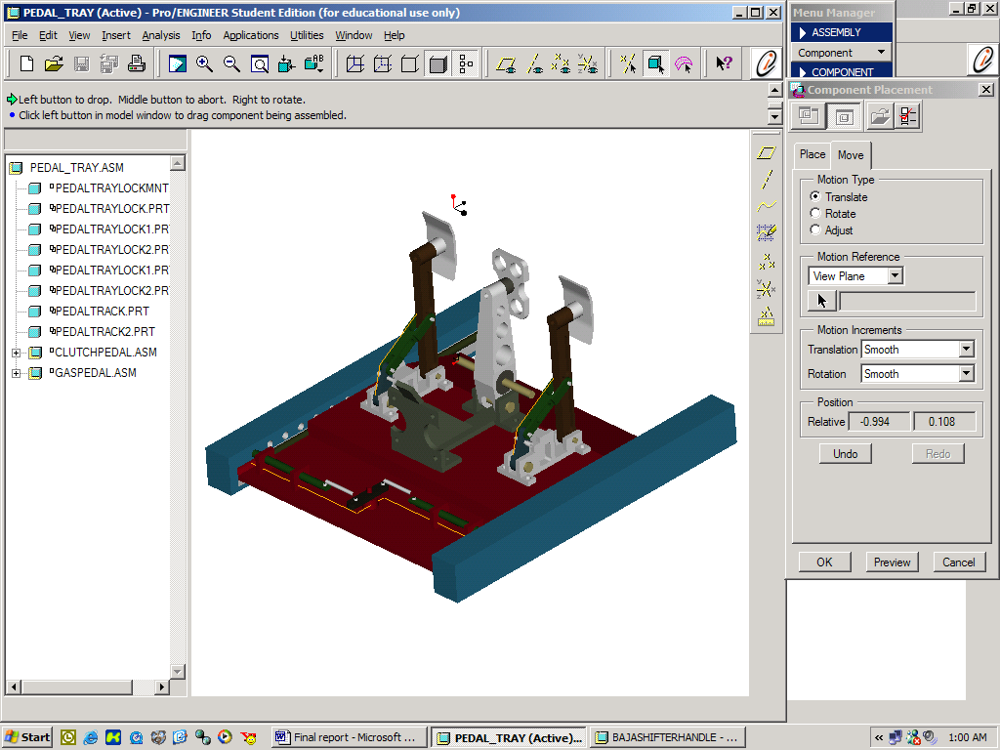 PEDAL_TRAY (Active) - Pro/ENGINEER Student Edition (for educational use only)
File Edit View Insert Analysis Info Applications Utilities Window Help
Left button to drop. Middle button to abort. Right to rotate.
Click left button in model window to drag component being assembled.
PEDAL_TRAY.ASM
PEDALTRAYLOCKMNT
PEDALTRAYLOCK.PRT
PEDALTRAYLOCK1.PR
PEDALTRAYLOCK2.PR
PEDALTRAYLOCK1.PR
PEDALTRAYLOCK2.PR
PEDALTRACK.PRT
PEDALTRACK2.PRT
CLUTCHPEDAL.ASM
GASPEDAL.ASM
Menu Manager
ASSEMBLY
Component
COMPONENT
Component Placement
Place Move
Motion Type
Translate
Rotate
Adjust
Motion Reference
View Plane
Motion Increments
Translation Smooth
Rotation Smooth
Position
Relative -0.994 0.108
Undo Redo
OK Preview Cancel
Start Final report - Microsoft ... PEDAL_TRAY (Active)... BAJASHIFTERHANDLE - ... 1:00 AM